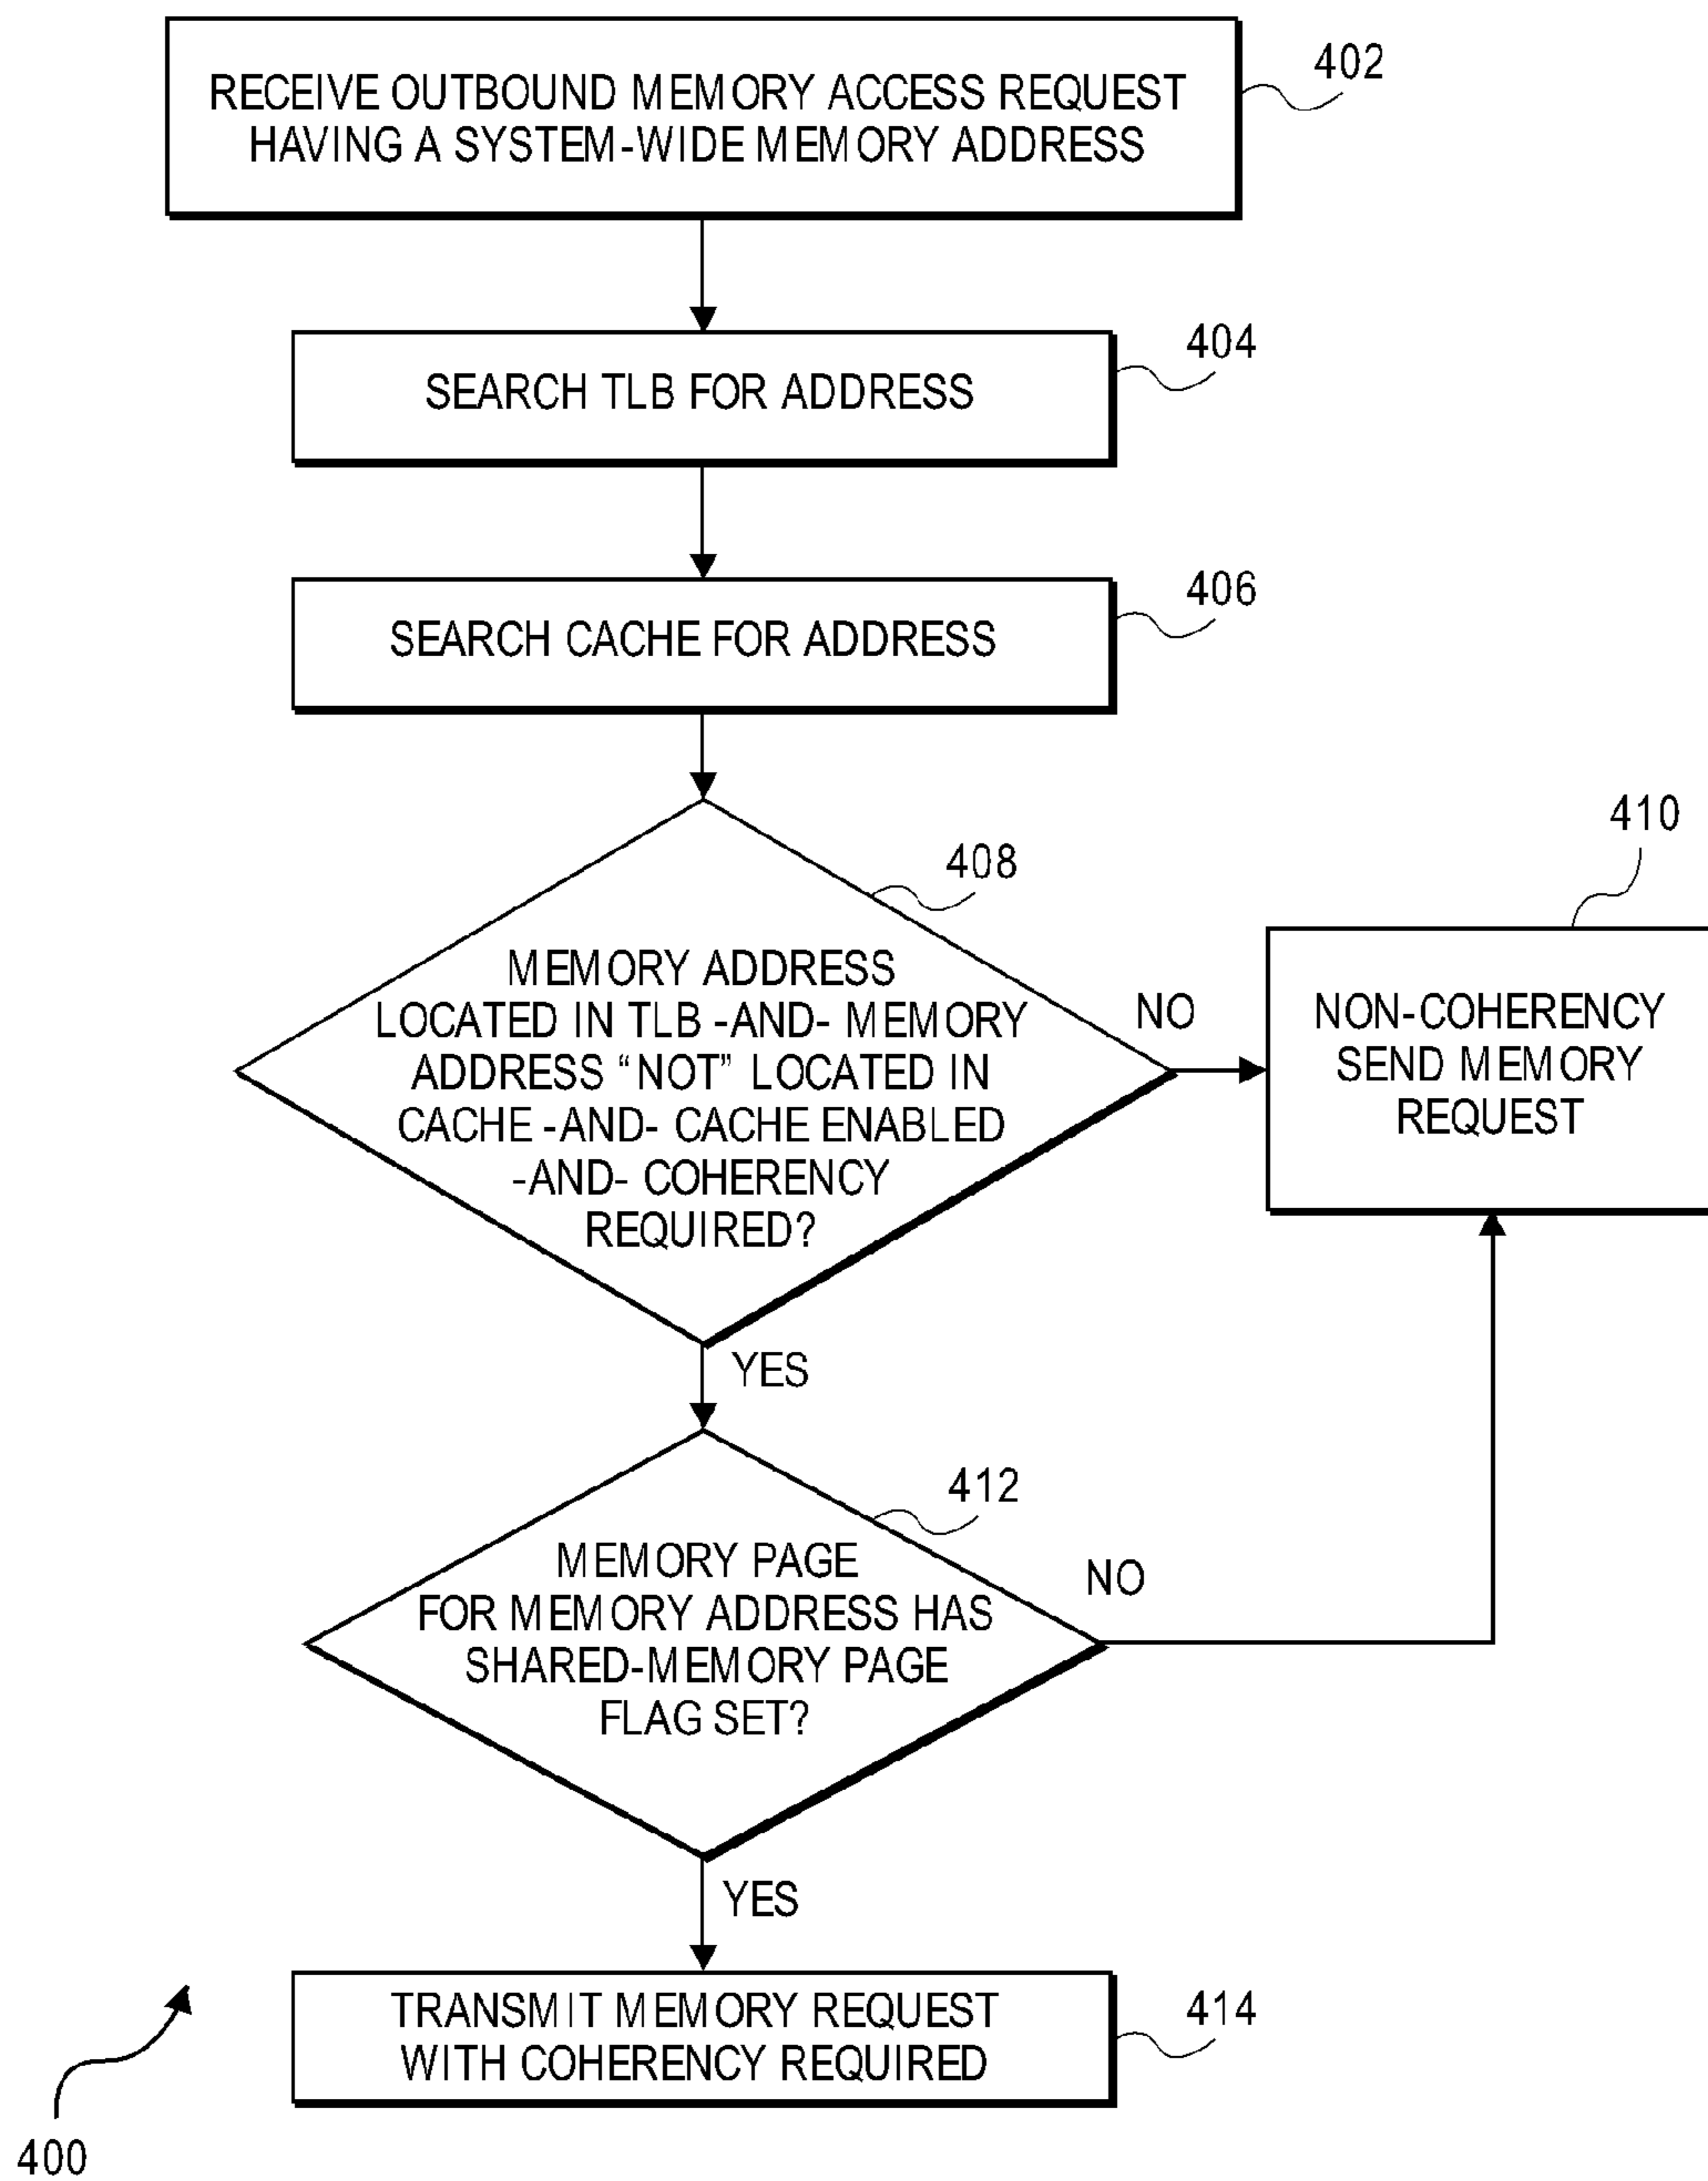 RECEIVE OUTBOUND MEMORY ACCESS REQUEST
HAVING A SYSTEM-WIDE MEMORY ADDRESS
402
SEARCH TLB FOR ADDRESS
404
SEARCH CACHE FOR ADDRESS
406
408
MEMORY ADDRESS
LOCATED IN TLB -AND- MEMORY
ADDRESS “NOT” LOCATED IN
CACHE -AND- CACHE ENABLED
-AND- COHERENCY
REQUIRED?
NO
410
NON-COHERENCY
SEND MEMORY
REQUEST
YES
412
MEMORY PAGE
FOR MEMORY ADDRESS HAS
SHARED-MEMORY PAGE
FLAG SET?
NO
YES
TRANSMIT MEMORY REQUEST
WITH COHERENCY REQUIRED
414
400